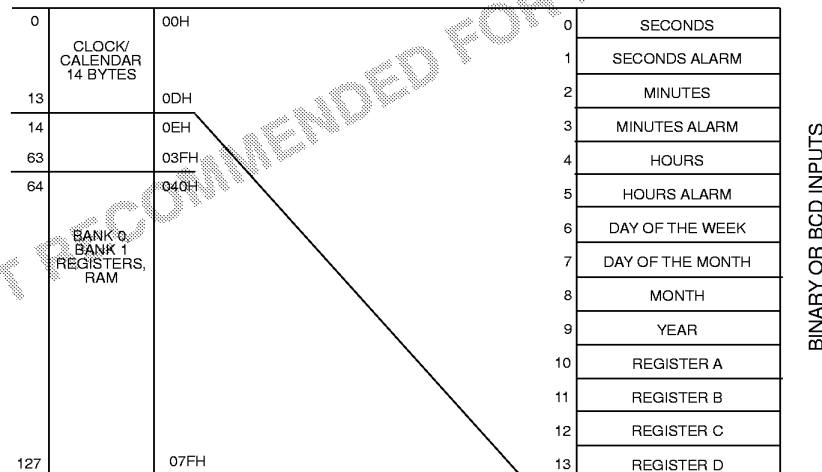 0
00H
CLOCK/
CALENDAR
14 BYTES
13
0DH
14
0EH
63
03FH
64
040H
BANK 0,
BANK 1
REGISTERS,
RAM
127
07FH
0 SECONDS
1 SECONDS ALARM
2 MINUTES
3 MINUTES ALARM
4 HOURS
5 HOURS ALARM
6 DAY OF THE WEEK
7 DAY OF THE MONTH
8 MONTH
9 YEAR
10 REGISTER A
11 REGISTER B
12 REGISTER C
13 REGISTER D
BINARY OR BCD INPUTS
T RECOMMENDED FOR